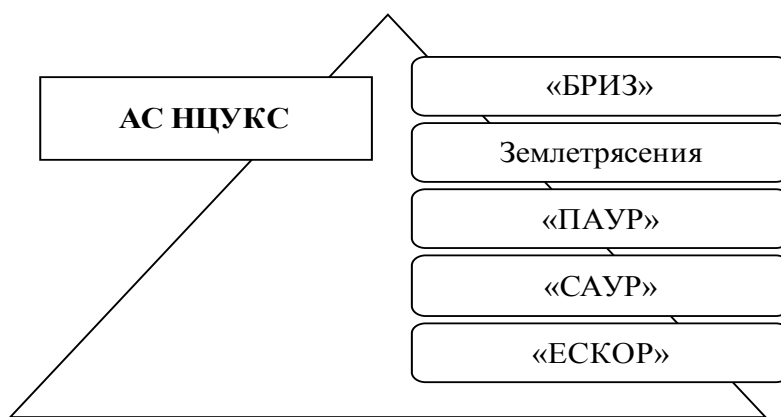 АС НЦУКС
«БРИЗ»
Землетрясения
«ПАУР»
«САУР»
«ЕСКОР»